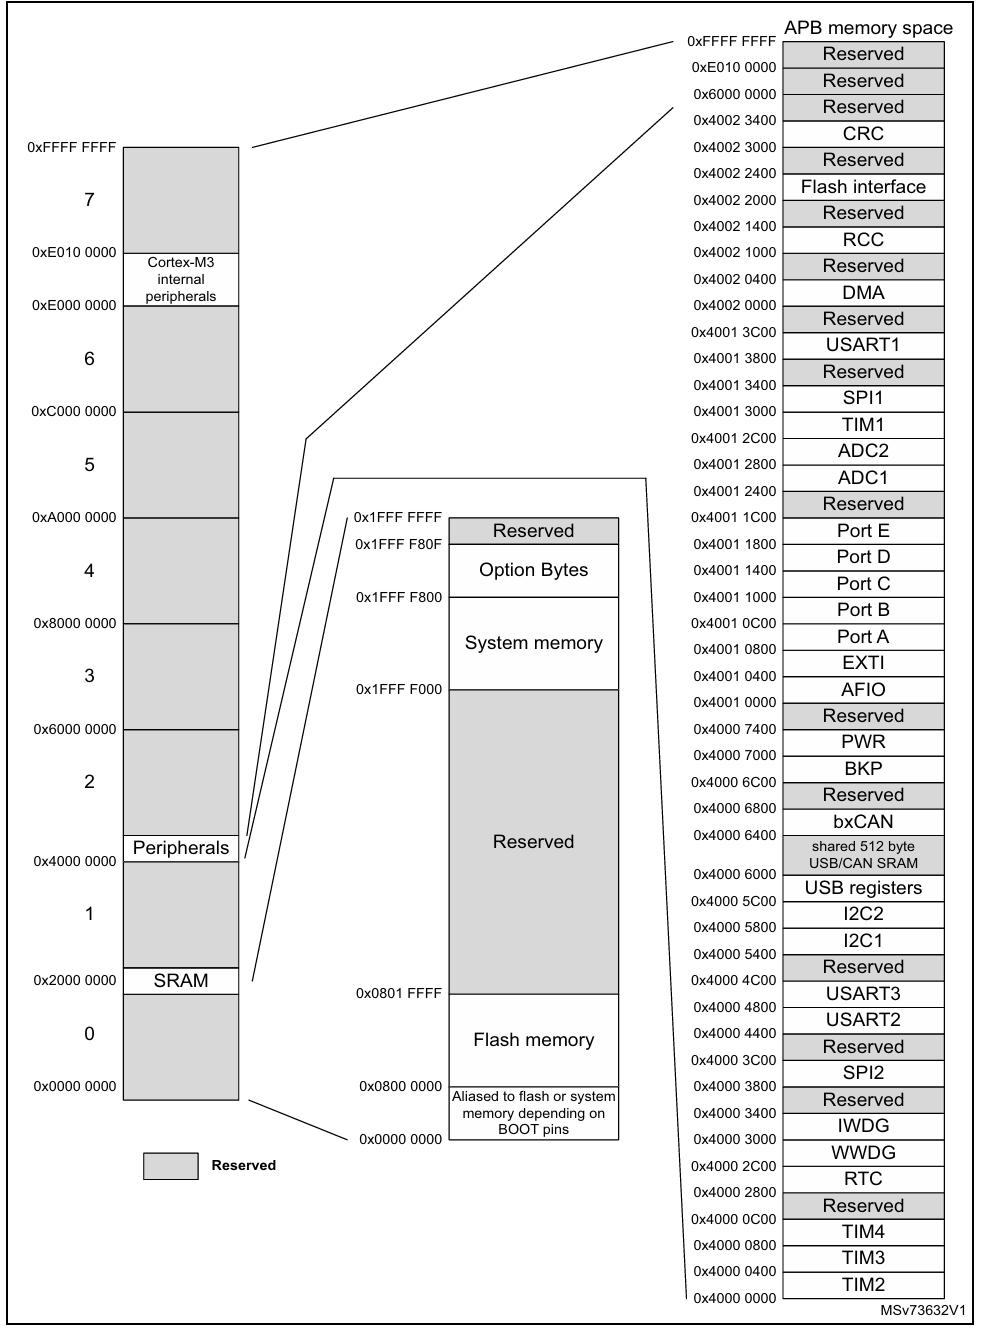 APB memory space
0xFFFF FFFF
Reserved
0xE010 0000
Reserved
0x6000 0000
Reserved
0x4002 3400
CRC
0x4002 3000
Reserved
0x4002 2400
Flash interface
0x4002 2000
Reserved
0x4002 1400
RCC
0x4002 1000
Reserved
0x4002 0400
DMA
0x4002 0000
Reserved
0x4001 3C00
USART1
0x4001 3800
Reserved
0x4001 3400
SPI1
0x4001 3000
TIM1
0x4001 2C00
ADC2
0x4001 2800
ADC1
0x4001 2400
Reserved
0x4001 1C00
Port E
0x4001 1800
Port D
0x4001 1400
Port C
0x4001 1000
Port B
0x4001 0C00
Port A
0x4001 0800
EXTI
0x4001 0400
AFIO
0x4001 0000
Reserved
0x4000 7400
PWR
0x4000 7000
BKP
0x4000 6C00
Reserved
0x4000 6800
bxCAN
0x4000 6400
shared 512 byte
USB/CAN SRAM
0x4000 6000
USB registers
0x4000 5C00
I2C2
0x4000 5800
I2C1
0x4000 5400
Reserved
0x4000 4C00
USART3
0x4000 4800
USART2
0x4000 4400
Reserved
0x4000 3C00
SPI2
0x4000 3800
Reserved
0x4000 3400
IWDG
0x4000 3000
WWDG
0x4000 2C00
RTC
0x4000 2800
Reserved
0x4000 0C00
TIM4
0x4000 0800
TIM3
0x4000 0400
TIM2
0x4000 0000
0xFFFF FFFF
7
0xE010 0000
Cortex-M3
internal
peripherals
0xE000 0000
6
0xC000 0000
5
0xA000 0000
4
0x8000 0000
3
0x6000 0000
2
Peripherals
0x4000 0000
1
0x2000 0000
SRAM
0
0x0000 0000
0x1FFF FFFF
Reserved
0x1FFF F80F
Option Bytes
0x1FFF F800
System memory
0x1FFF F000
Reserved
0x0801 FFFF
Flash memory
0x0800 0000
Aliased to flash or system
memory depending on
BOOT pins
0x0000 0000
Reserved
MSv73632V1